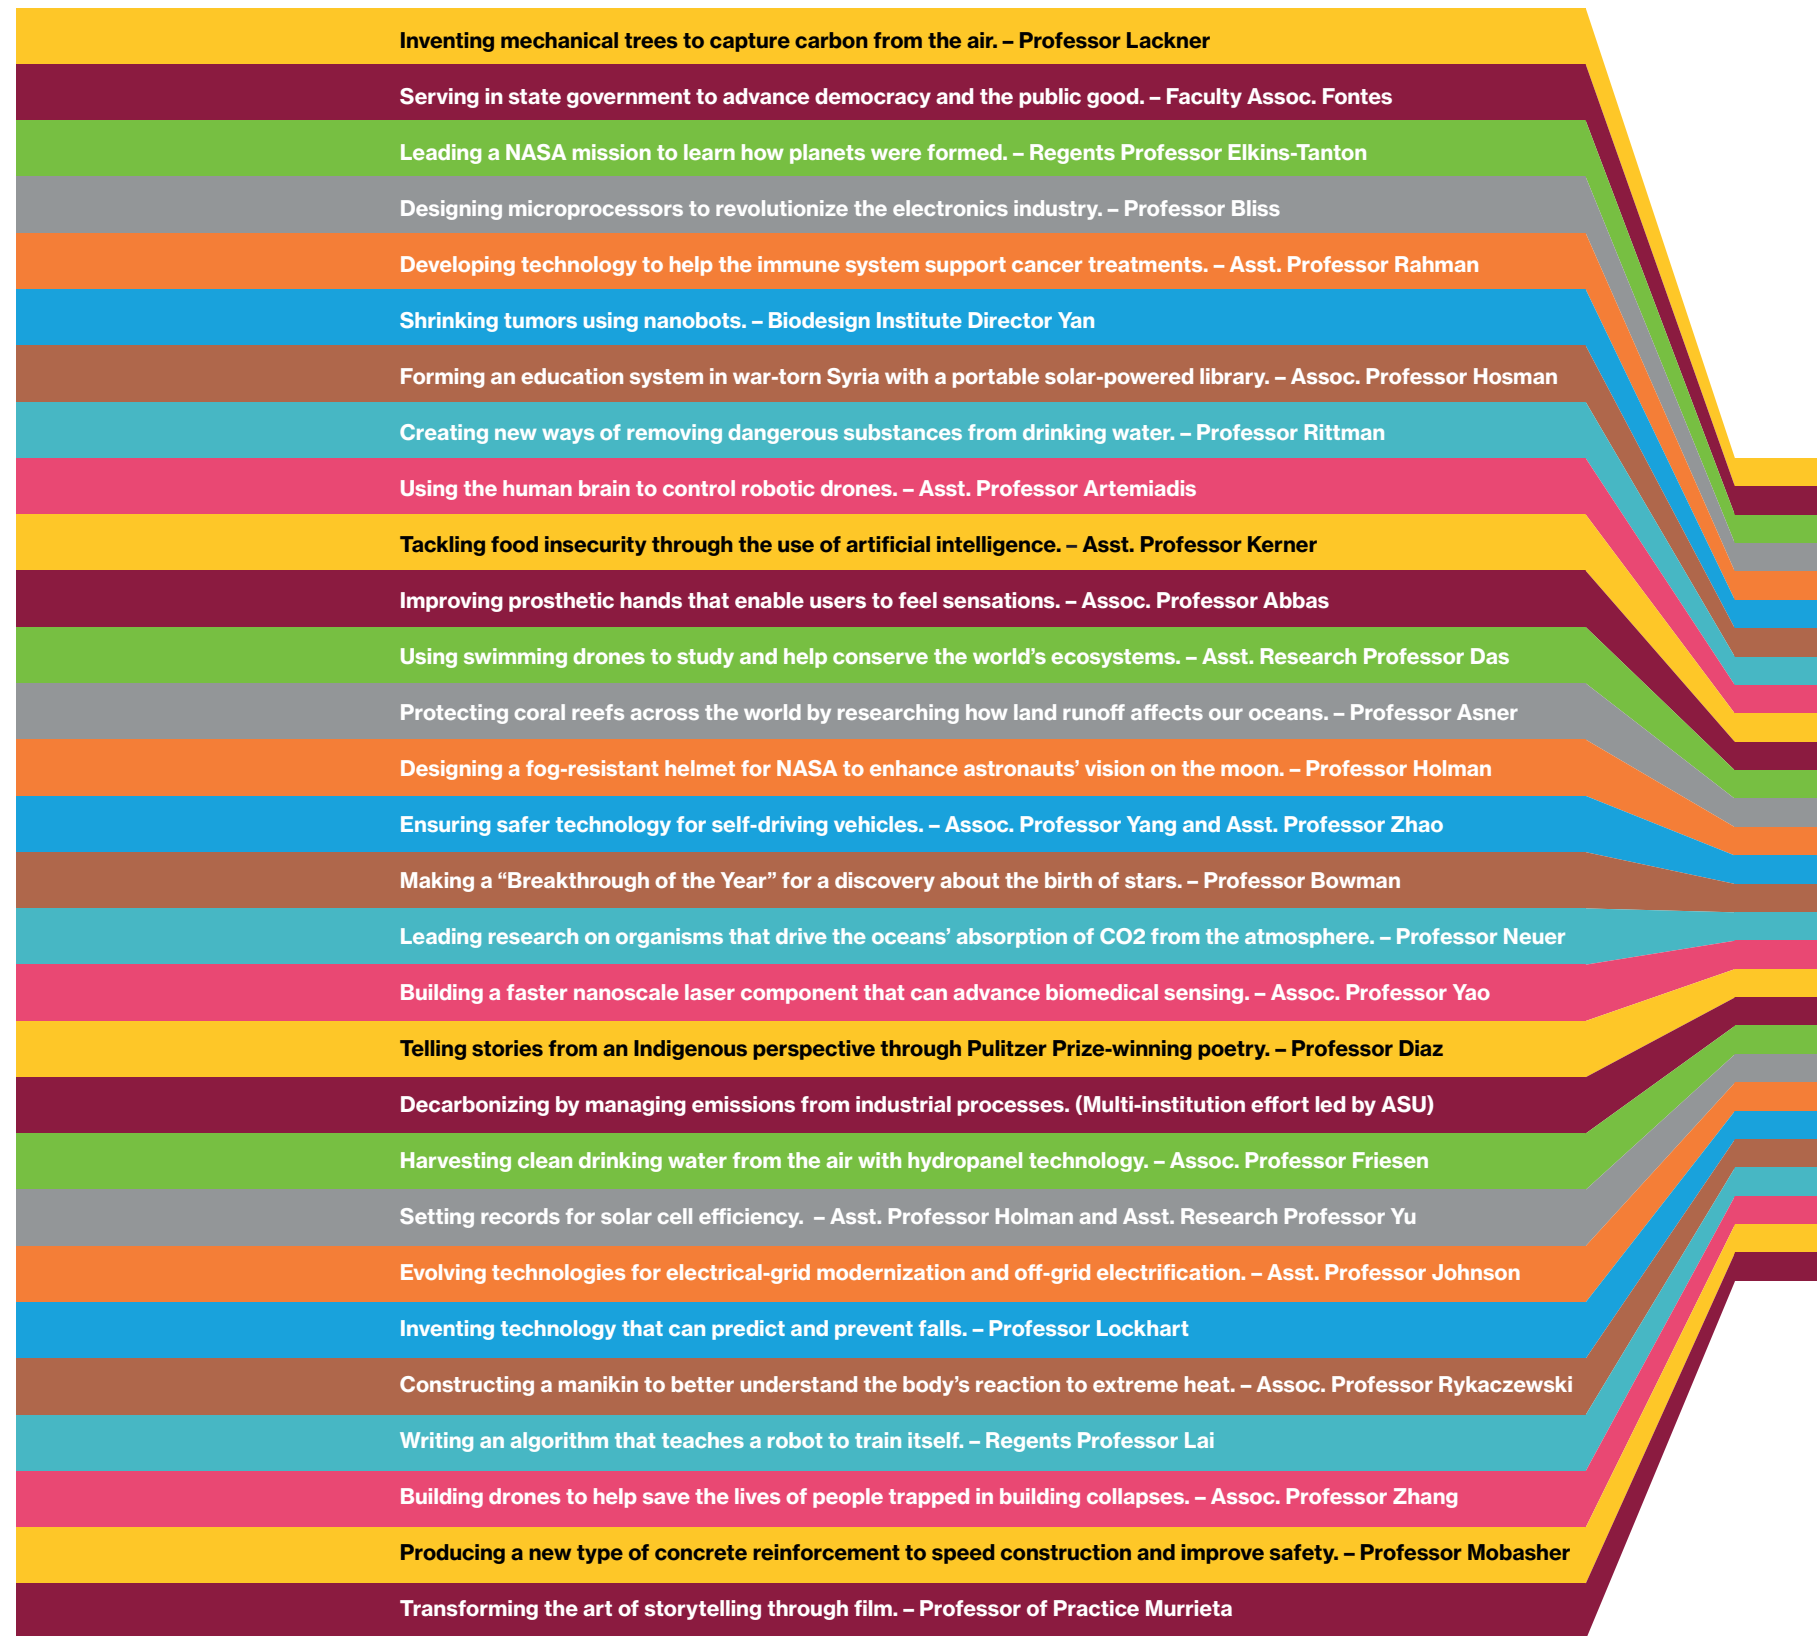 Inventing mechanical trees to capture carbon from the air. – Professor Lackner
Serving in state government to advance democracy and the public good. – Faculty Assoc. Fontes
Leading a NASA mission to learn how planets were formed. – Regents Professor Elkins-Tanton
Designing microprocessors to revolutionize the electronics industry. – Professor Bliss
Developing technology to help the immune system support cancer treatments. – Asst. Professor Rahman
Shrinking tumors using nanobots. – Biodesign Institute Director Yan
Forming an education system in war-torn Syria with a portable solar-powered library. – Assoc. Professor Hosman
Creating new ways of removing dangerous substances from drinking water. – Professor Rittman
Using the human brain to control robotic drones. – Asst. Professor Artemiadis
Tackling food insecurity through the use of artificial intelligence. – Asst. Professor Kerner
Improving prosthetic hands that enable users to feel sensations. – Assoc. Professor Abbas
Using swimming drones to study and help conserve the world’s ecosystems. – Asst. Research Professor Das
Protecting coral reefs across the world by researching how land runoff affects our oceans. – Professor Asner
Designing a fog-resistant helmet for NASA to enhance astronauts’ vision on the moon. – Professor Holman
Ensuring safer technology for self-driving vehicles. – Assoc. Professor Yang and Asst. Professor Zhao
Making a “Breakthrough of the Year” for a discovery about the birth of stars. – Professor Bowman
Leading research on organisms that drive the oceans’ absorption of CO2 from the atmosphere. – Professor Neuer
Building a faster nanoscale laser component that can advance biomedical sensing. – Assoc. Professor Yao
Telling stories from an Indigenous perspective through Pulitzer Prize-winning poetry. – Professor Diaz
Decarbonizing by managing emissions from industrial processes. (Multi-institution effort led by ASU)
Harvesting clean drinking water from the air with hydropanel technology. – Assoc. Professor Friesen
Setting records for solar cell efficiency. – Asst. Professor Holman and Asst. Research Professor Yu
Evolving technologies for electrical-grid modernization and off-grid electrification. – Asst. Professor Johnson
Inventing technology that can predict and prevent falls. – Professor Lockhart
Constructing a manikin to better understand the body’s reaction to extreme heat. – Assoc. Professor Rykaczewski
Writing an algorithm that teaches a robot to train itself. – Regents Professor Lai
Building drones to help save the lives of people trapped in building collapses. – Assoc. Professor Zhang
Producing a new type of concrete reinforcement to speed construction and improve safety. – Professor Mobasher
Transforming the art of storytelling through film. – Professor of Practice Murrieta